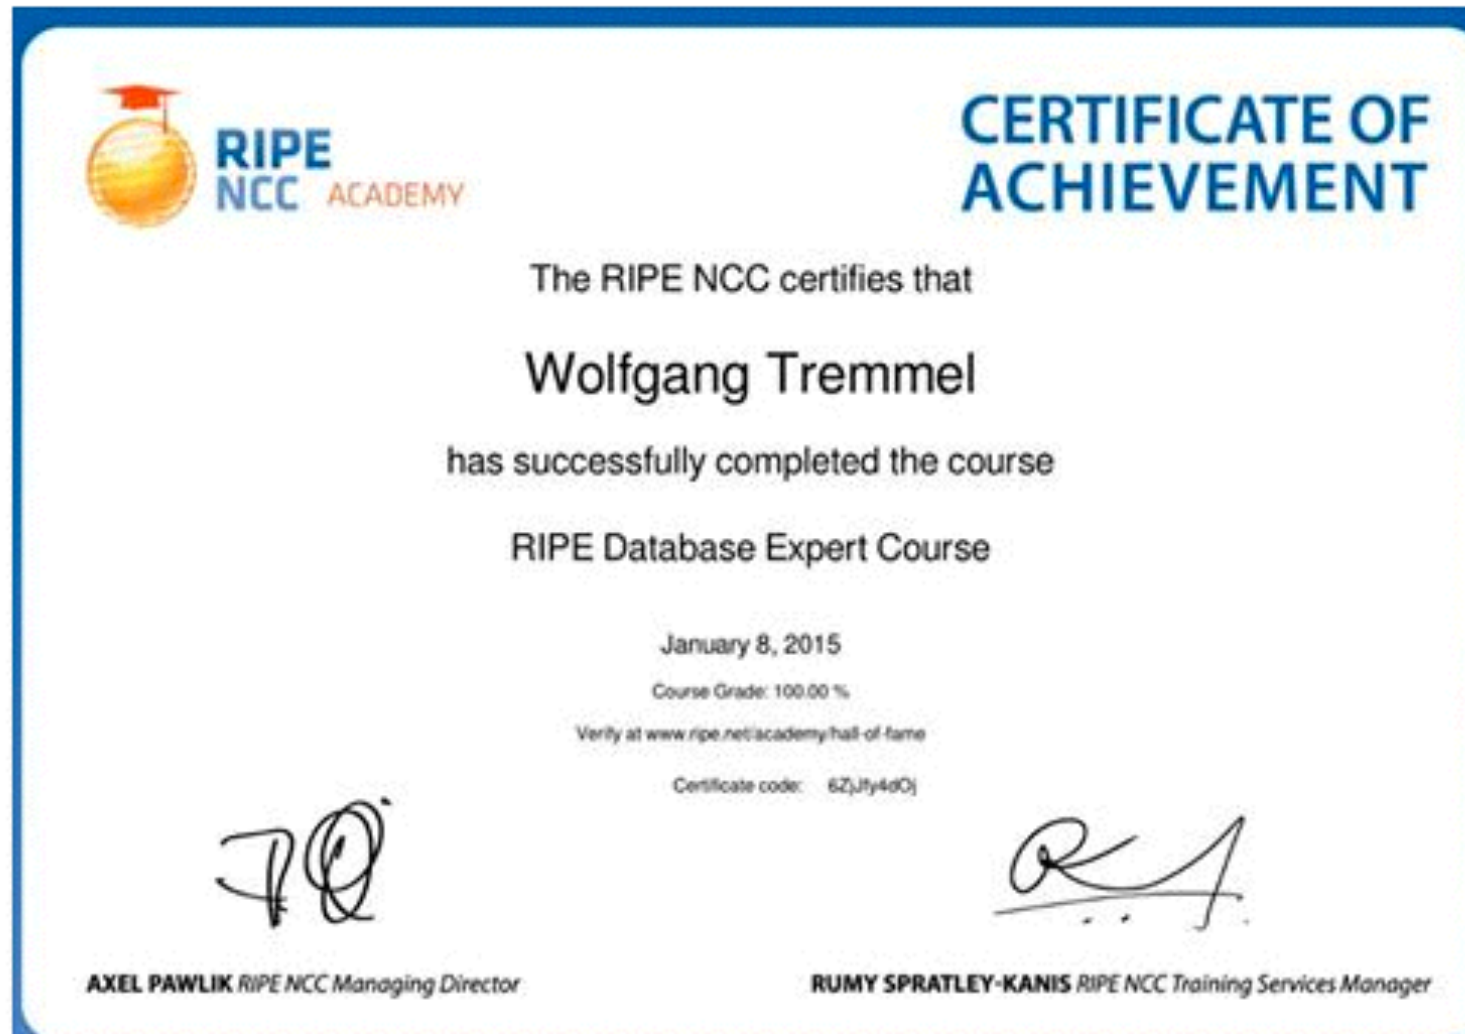 RIPE
NCC ACADEMY
CERTIFICATE OF
ACHIEVEMENT
The RIPE NCC certifies that
Wolfgang Tremmel
has successfully completed the course
RIPE Database Expert Course
January 8, 2015
Course Grade: 100.00 %
Verify at www.ripe.net/academy/hall-of-fame
Certificate code: 6ZjJfy4dOj
AXEL PAWLIK RIPE NCC Managing Director
RUMY SPRATLEY-KANIS RIPE NCC Training Services Manager